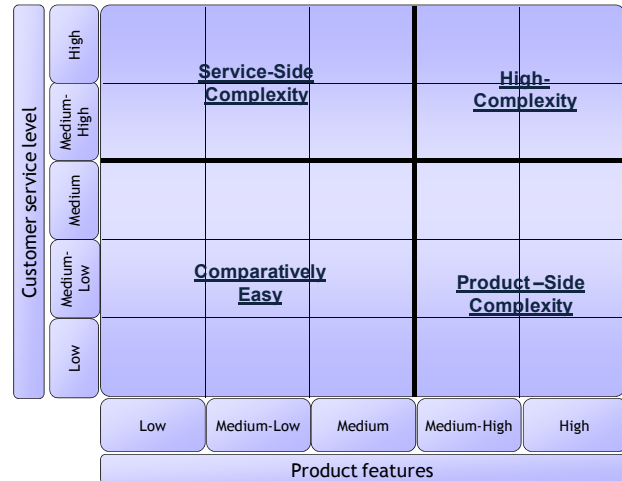 Customer service level
High
Medium-
High
Medium
Medium-
Low
Low
Service-Side
Complexity
High-
Complexity
Comparatively
Easy
Product–Side
Complexity
Low
Medium-Low
Medium
Medium-High
High
Product features